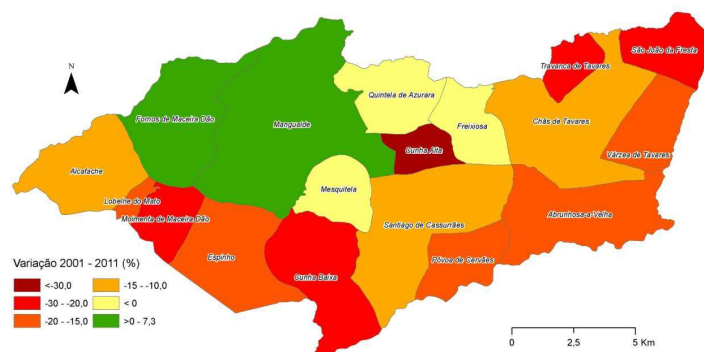 São João da Fresta
Travanca de Tavares
N
Quintela de Azurara
Fornos de Maceira Dão
Mangualde
Freixiosa
Chãs de Tavares
Cunha Alta
Várzea de Tavares
Alcafache
Mesquitela
Lobelhe do Mato
Moimenta de Maceira Dão
Abrunhosa-a-Velha
Santiago de Cassurrães
Espinho
Póvoa de Cervães
Cunha Baixa
Variação 2001 - 2011 (%)
<-30,0
-15 - -10,0
-30 - -20,0
< 0
-20 - -15,0
>0 - 7,3
0
2,5
5 Km